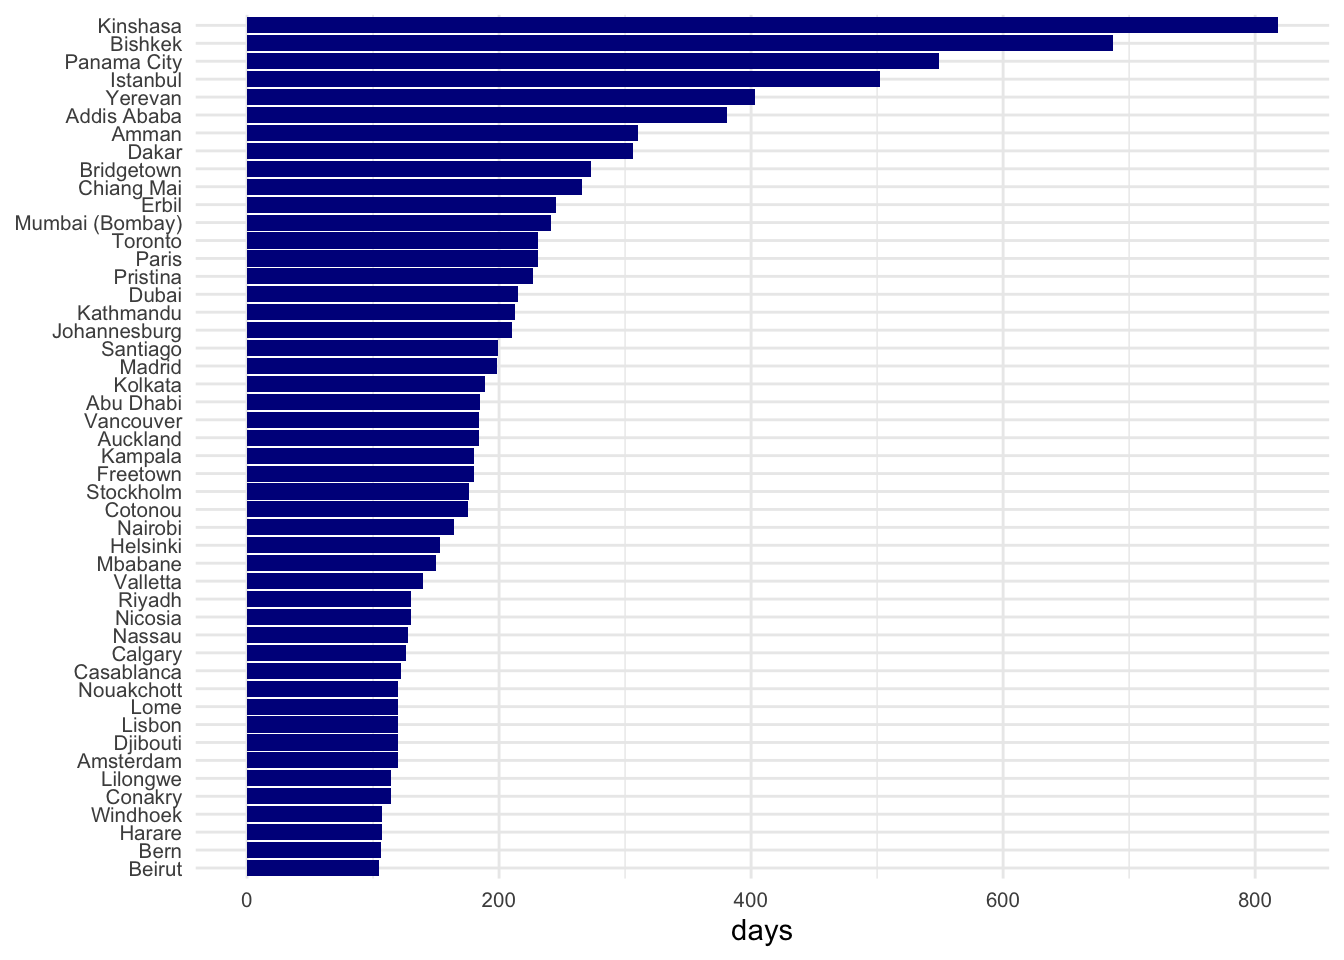 Kinshasa
Bishkek
Panama City
Istanbul
Yerevan
Addis Ababa
Amman
Dakar
Bridgetown
Chiang Mai
Erbil
Mumbai (Bombay)
Toronto
Paris
Pristina
Dubai
Kathmandu
Johannesburg
Santiago
Madrid
Kolkata
Abu Dhabi
Vancouver
Auckland
Kampala
Freetown
Stockholm
Cotonou
Nairobi
Helsinki
Mbabane
Valletta
Riyadh
Nicosia
Nassau
Calgary
Casablanca
Nouakchott
Lome
Lisbon
Djibouti
Amsterdam
Lilongwe
Conakry
Windhoek
Harare
Bern
Beirut
0 200 400 600 800
days